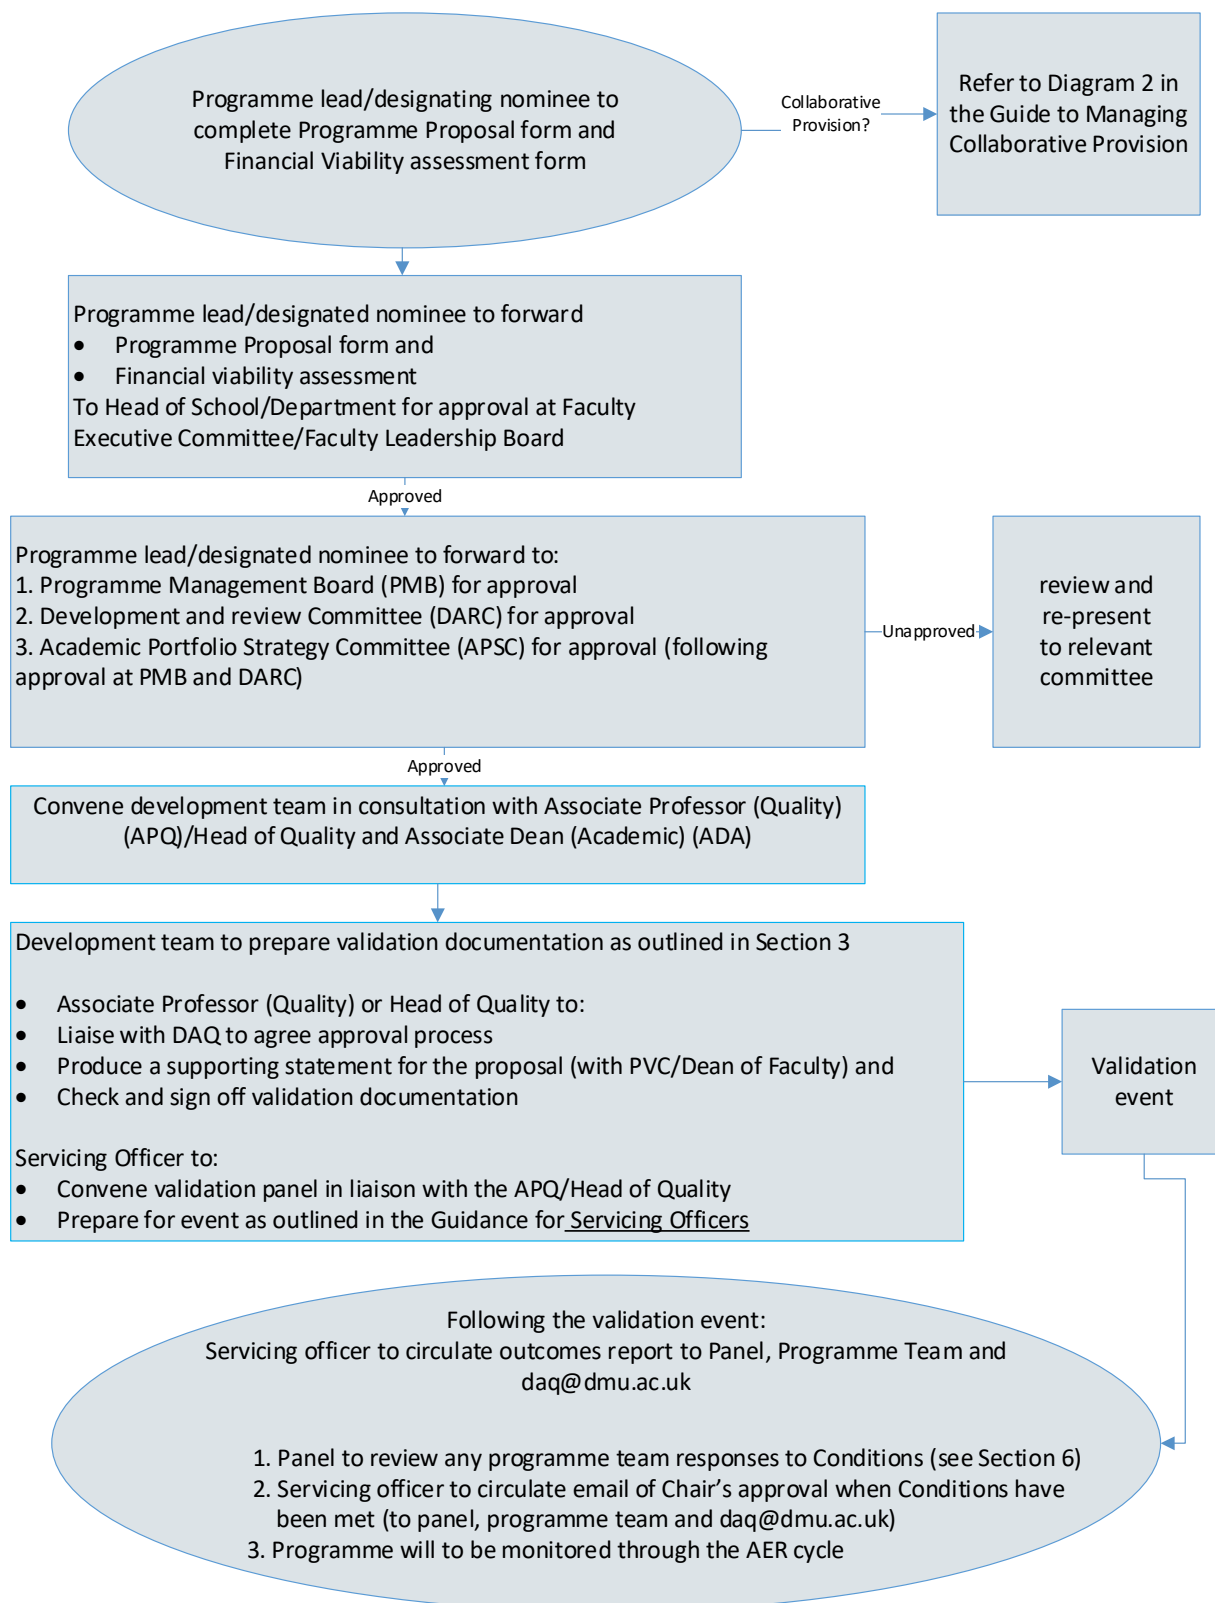 Programme lead/designating nominee to
complete Programme Proposal form and
Financial Viability assessment form
Collaborative
Provision?
Refer to Diagram 2 in
the Guide to Managing
Collaborative Provision
Programme lead/designated nominee to forward
• Programme Proposal form and
• Financial viability assessment
To Head of School/Department for approval at Faculty
Executive Committee/Faculty Leadership Board
Approved
Programme lead/designated nominee to forward to:
1. Programme Management Board (PMB) for approval
2. Development and review Committee (DARC) for approval
3. Academic Portfolio Strategy Committee (APSC) for approval (following
approval at PMB and DARC)
Unapproved
review and
re-present
to relevant
committee
Approved
Convene development team in consultation with Associate Professor (Quality)
(APQ)/Head of Quality and Associate Dean (Academic) (ADA)
Development team to prepare validation documentation as outlined in Section 3
• Associate Professor (Quality) or Head of Quality to:
• Liaise with DAQ to agree approval process
• Produce a supporting statement for the proposal (with PVC/Dean of Faculty) and
• Check and sign off validation documentation
Servicing Officer to:
• Convene validation panel in liaison with the APQ/Head of Quality
• Prepare for event as outlined in the Guidance for Servicing Officers
Validation
event
Following the validation event:
Servicing officer to circulate outcomes report to Panel, Programme Team and
daq@dmu.ac.uk
1. Panel to review any programme team responses to Conditions (see Section 6)
2. Servicing officer to circulate email of Chair's approval when Conditions have
been met (to panel, programme team and daq@dmu.ac.uk)
3. Programme will to be monitored through the AER cycle